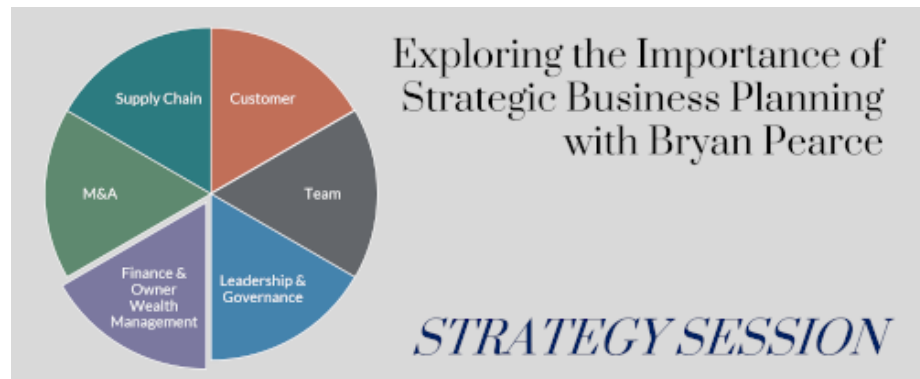 Exploring the Importance of
Strategic Business Planning
with Bryan Pearce
Supply Chain
Customer
M&A
Team
Finance &
Owner
Wealth
Management
Leadership &
Governance
STRATEGY SESSION